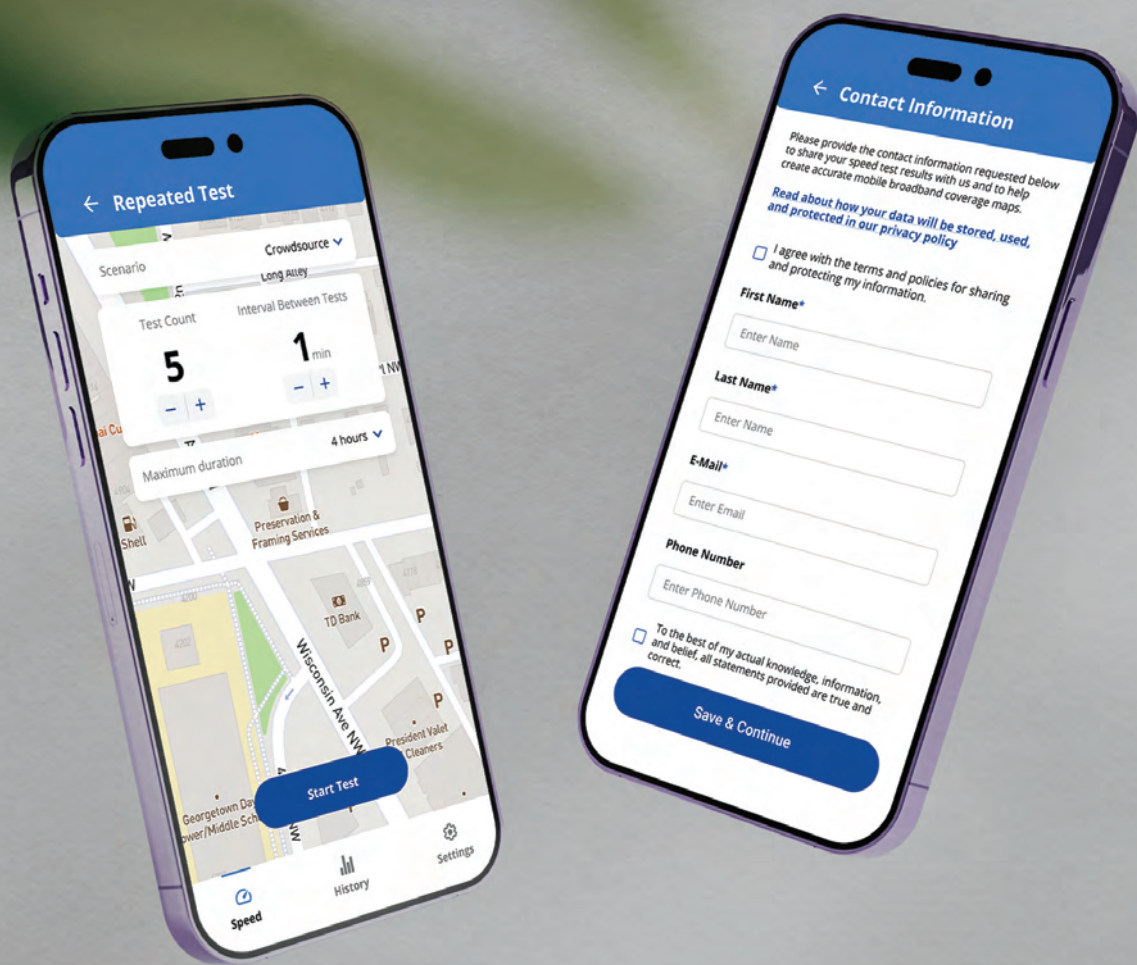 ← Repeated Test
Scenario
Crowdsource
Long Alley
Test Count
Interval Between Tests
5
1 min
- +
- +
Maximum duration
4 hours
Shell
Preservation &
Framing Services
TD Bank
P
P
P
P
4202
Wisconsin Ave NW
President Valet
Cleaners
Georgetown Day
NW
Start Test
Speed
History
Settings
← Contact Information
Please provide the contact information requested below
to share your speed test results with us and to help
create accurate mobile broadband coverage maps.
Read about how your data will be stored, used,
and protected in our privacy policy
I agree with the terms and policies for sharing
and protecting my information.
First Name*
Enter Name
Last Name*
Enter Name
E-Mail*
Enter Email
Phone Number
Enter Phone Number
To the best of my actual knowledge, information,
and belief, all statements provided are true and
correct.
Save & Continue